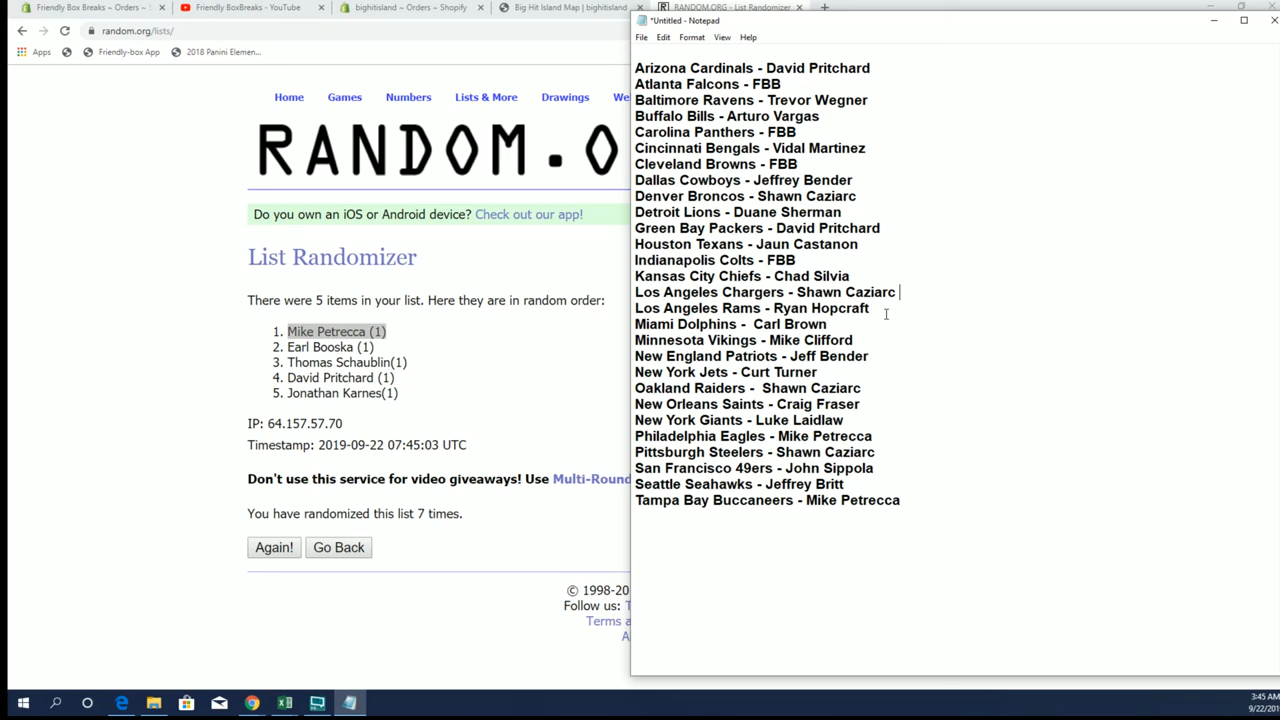 Friendly Box Breaks ~ Orders ~ S
Friendly BoxBreaks - YouTube
bighitisland ~ Orders ~ Shopify
Big Hit Island Map | bighitisland
RANDOM.ORG - List Randomizer
random.org/lists/
Apps
Friendly-box App
2018 Panini Elemen...
Home
Games
Numbers
Lists & More
Drawings
RANDOM.O
Do you own an iOS or Android device? Check out our app!
List Randomizer
There were 5 items in your list. Here they are in random order:
1. Mike Petrecca (1)
2. Earl Booska (1)
3. Thomas Schaublin(1)
4. David Pritchard (1)
5. Jonathan Karnes(1)
IP: 64.157.57.70
Timestamp: 2019-09-22 07:45:03 UTC
Don't use this service for video giveaways! Use Multi-Round
You have randomized this list 7 times.
Again!
Go Back
© 1998-20
Follow us: T
Terms a
A
*Untitled - Notepad
File
Edit
Format
View
Help
Arizona Cardinals - David Pritchard
Atlanta Falcons - FBB
Baltimore Ravens - Trevor Wegner
Buffalo Bills - Arturo Vargas
Carolina Panthers - FBB
Cincinnati Bengals - Vidal Martinez
Cleveland Browns - FBB
Dallas Cowboys - Jeffrey Bender
Denver Broncos - Shawn Caziarc
Detroit Lions - Duane Sherman
Green Bay Packers - David Pritchard
Houston Texans - Jaun Castanon
Indianapolis Colts - FBB
Kansas City Chiefs - Chad Silvia
Los Angeles Chargers - Shawn Caziarc
Los Angeles Rams - Ryan Hopcraft
Miami Dolphins -  Carl Brown
Minnesota Vikings - Mike Clifford
New England Patriots - Jeff Bender
New York Jets - Curt Turner
Oakland Raiders -  Shawn Caziarc
New Orleans Saints - Craig Fraser
New York Giants - Luke Laidlaw
Philadelphia Eagles - Mike Petrecca
Pittsburgh Steelers - Shawn Caziarc
San Francisco 49ers - John Sippola
Seattle Seahawks - Jeffrey Britt
Tampa Bay Buccaneers - Mike Petrecca
3:45 AM
9/22/201